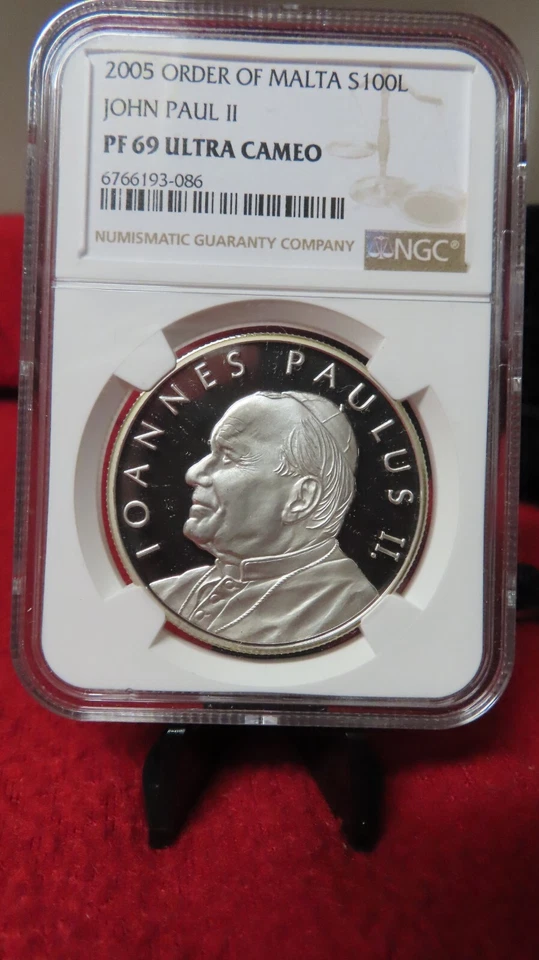 2005 ORDER OF MALTA S100L
JOHN PAUL II
PF 69 ULTRA CAMEO
6766193-086
NUMISMATIC GUARANTY COMPANY
NGC®
IOANNES PAULUS II.